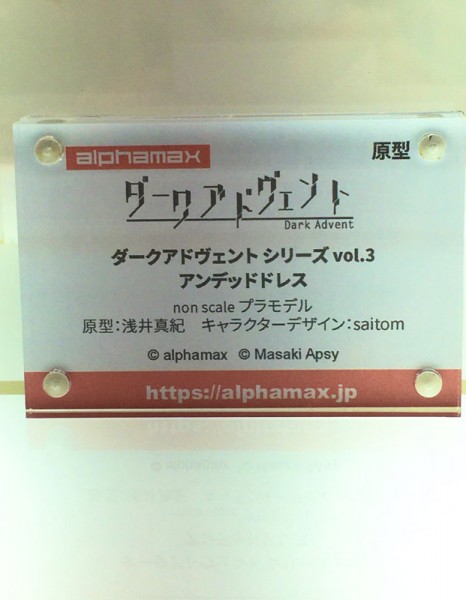 alphamax
原型
ダークアドヴェント
Dark Advent
ダークアドヴェント シリーズ vol.3
アンデッドドレス
non scale プラモデル
原型：浅井真紀　キャラクターデザイン：saitom
© alphamax © Masaki Apsy
https://alphamax.jp